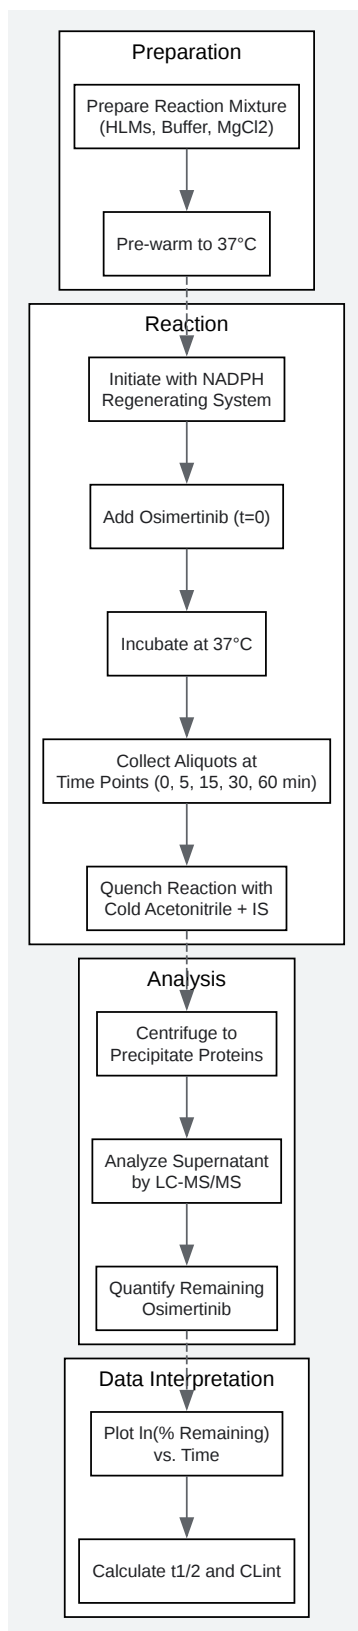 Preparation
Prepare Reaction Mixture
(HLMs, Buffer, MgCl2)
Pre-warm to 37°C
Reaction
Initiate with NADPH
Regenerating System
Add Osimertinib (t=0)
Incubate at 37°C
Collect Aliquots at
Time Points (0, 5, 15, 30, 60 min)
Quench Reaction with
Cold Acetonitrile + IS
Analysis
Centrifuge to
Precipitate Proteins
Analyze Supernatant
by LC-MS/MS
Quantify Remaining
Osimertinib
Data Interpretation
Plot ln(% Remaining)
vs. Time
Calculate t1/2 and CLint